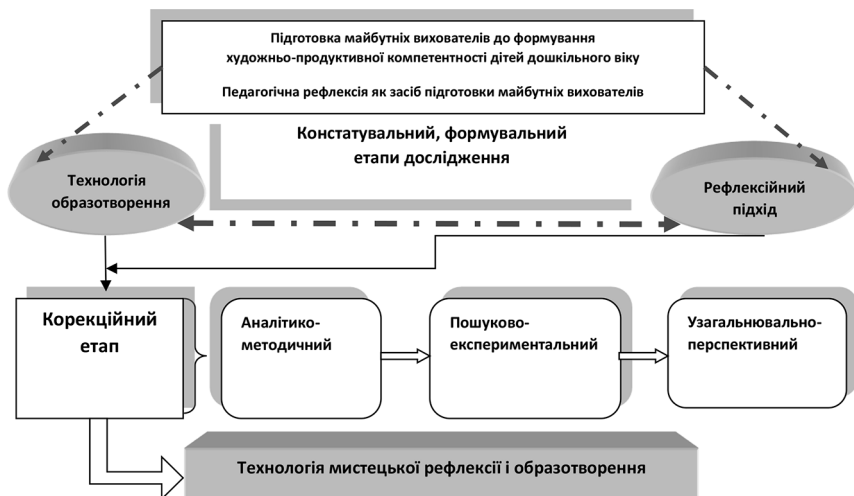 Підготовка майбутніх вихователів до формування
художньо-продуктивної компетентності дітей дошкільного віку
Педагогічна рефлексія як засіб підготовки майбутніх вихователів
Констатувальний, формувальний
етапи дослідження
Технологія
образотворення
Рефлексійний
підхід
Корекційний
етап
Аналітико-
методичний
Пошуково-
експериментальний
Узагальнювально-
перспективний
Технологія мистецької рефлексії і образотворення